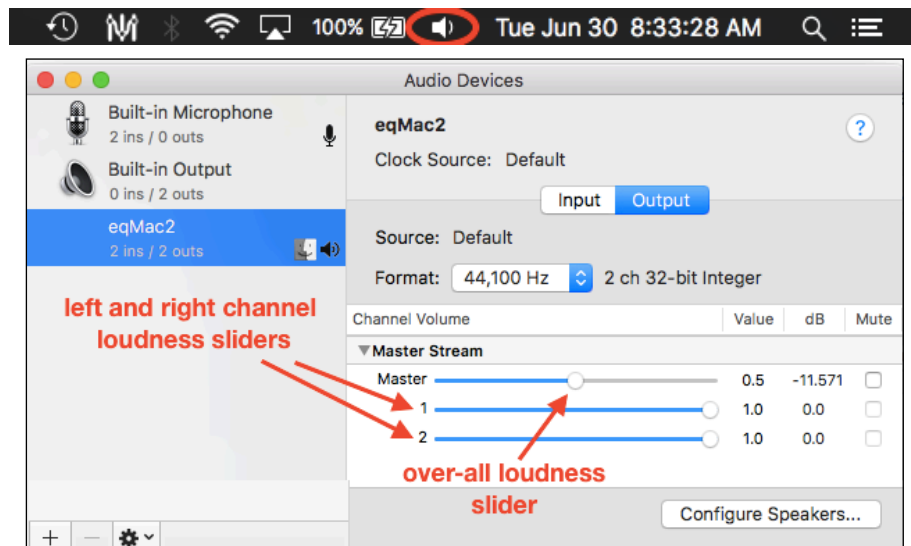 100% Tue Jun 30 8:33:28 AM
Audio Devices
Built-in Microphone
2 ins / 0 outs
Built-in Output
0 ins / 2 outs
eqMac2
2 ins / 2 outs
left and right channel
loudness sliders
eqMac2
?
Clock Source: Default
Input Output
Source: Default
Format: 44,100 Hz 2 ch 32-bit Integer
Channel Volume Value dB Mute
Master Stream
Master 0.5 -11.571
1 1.0 0.0
2 1.0 0.0
over-all loudness
slider
Configure Speakers...